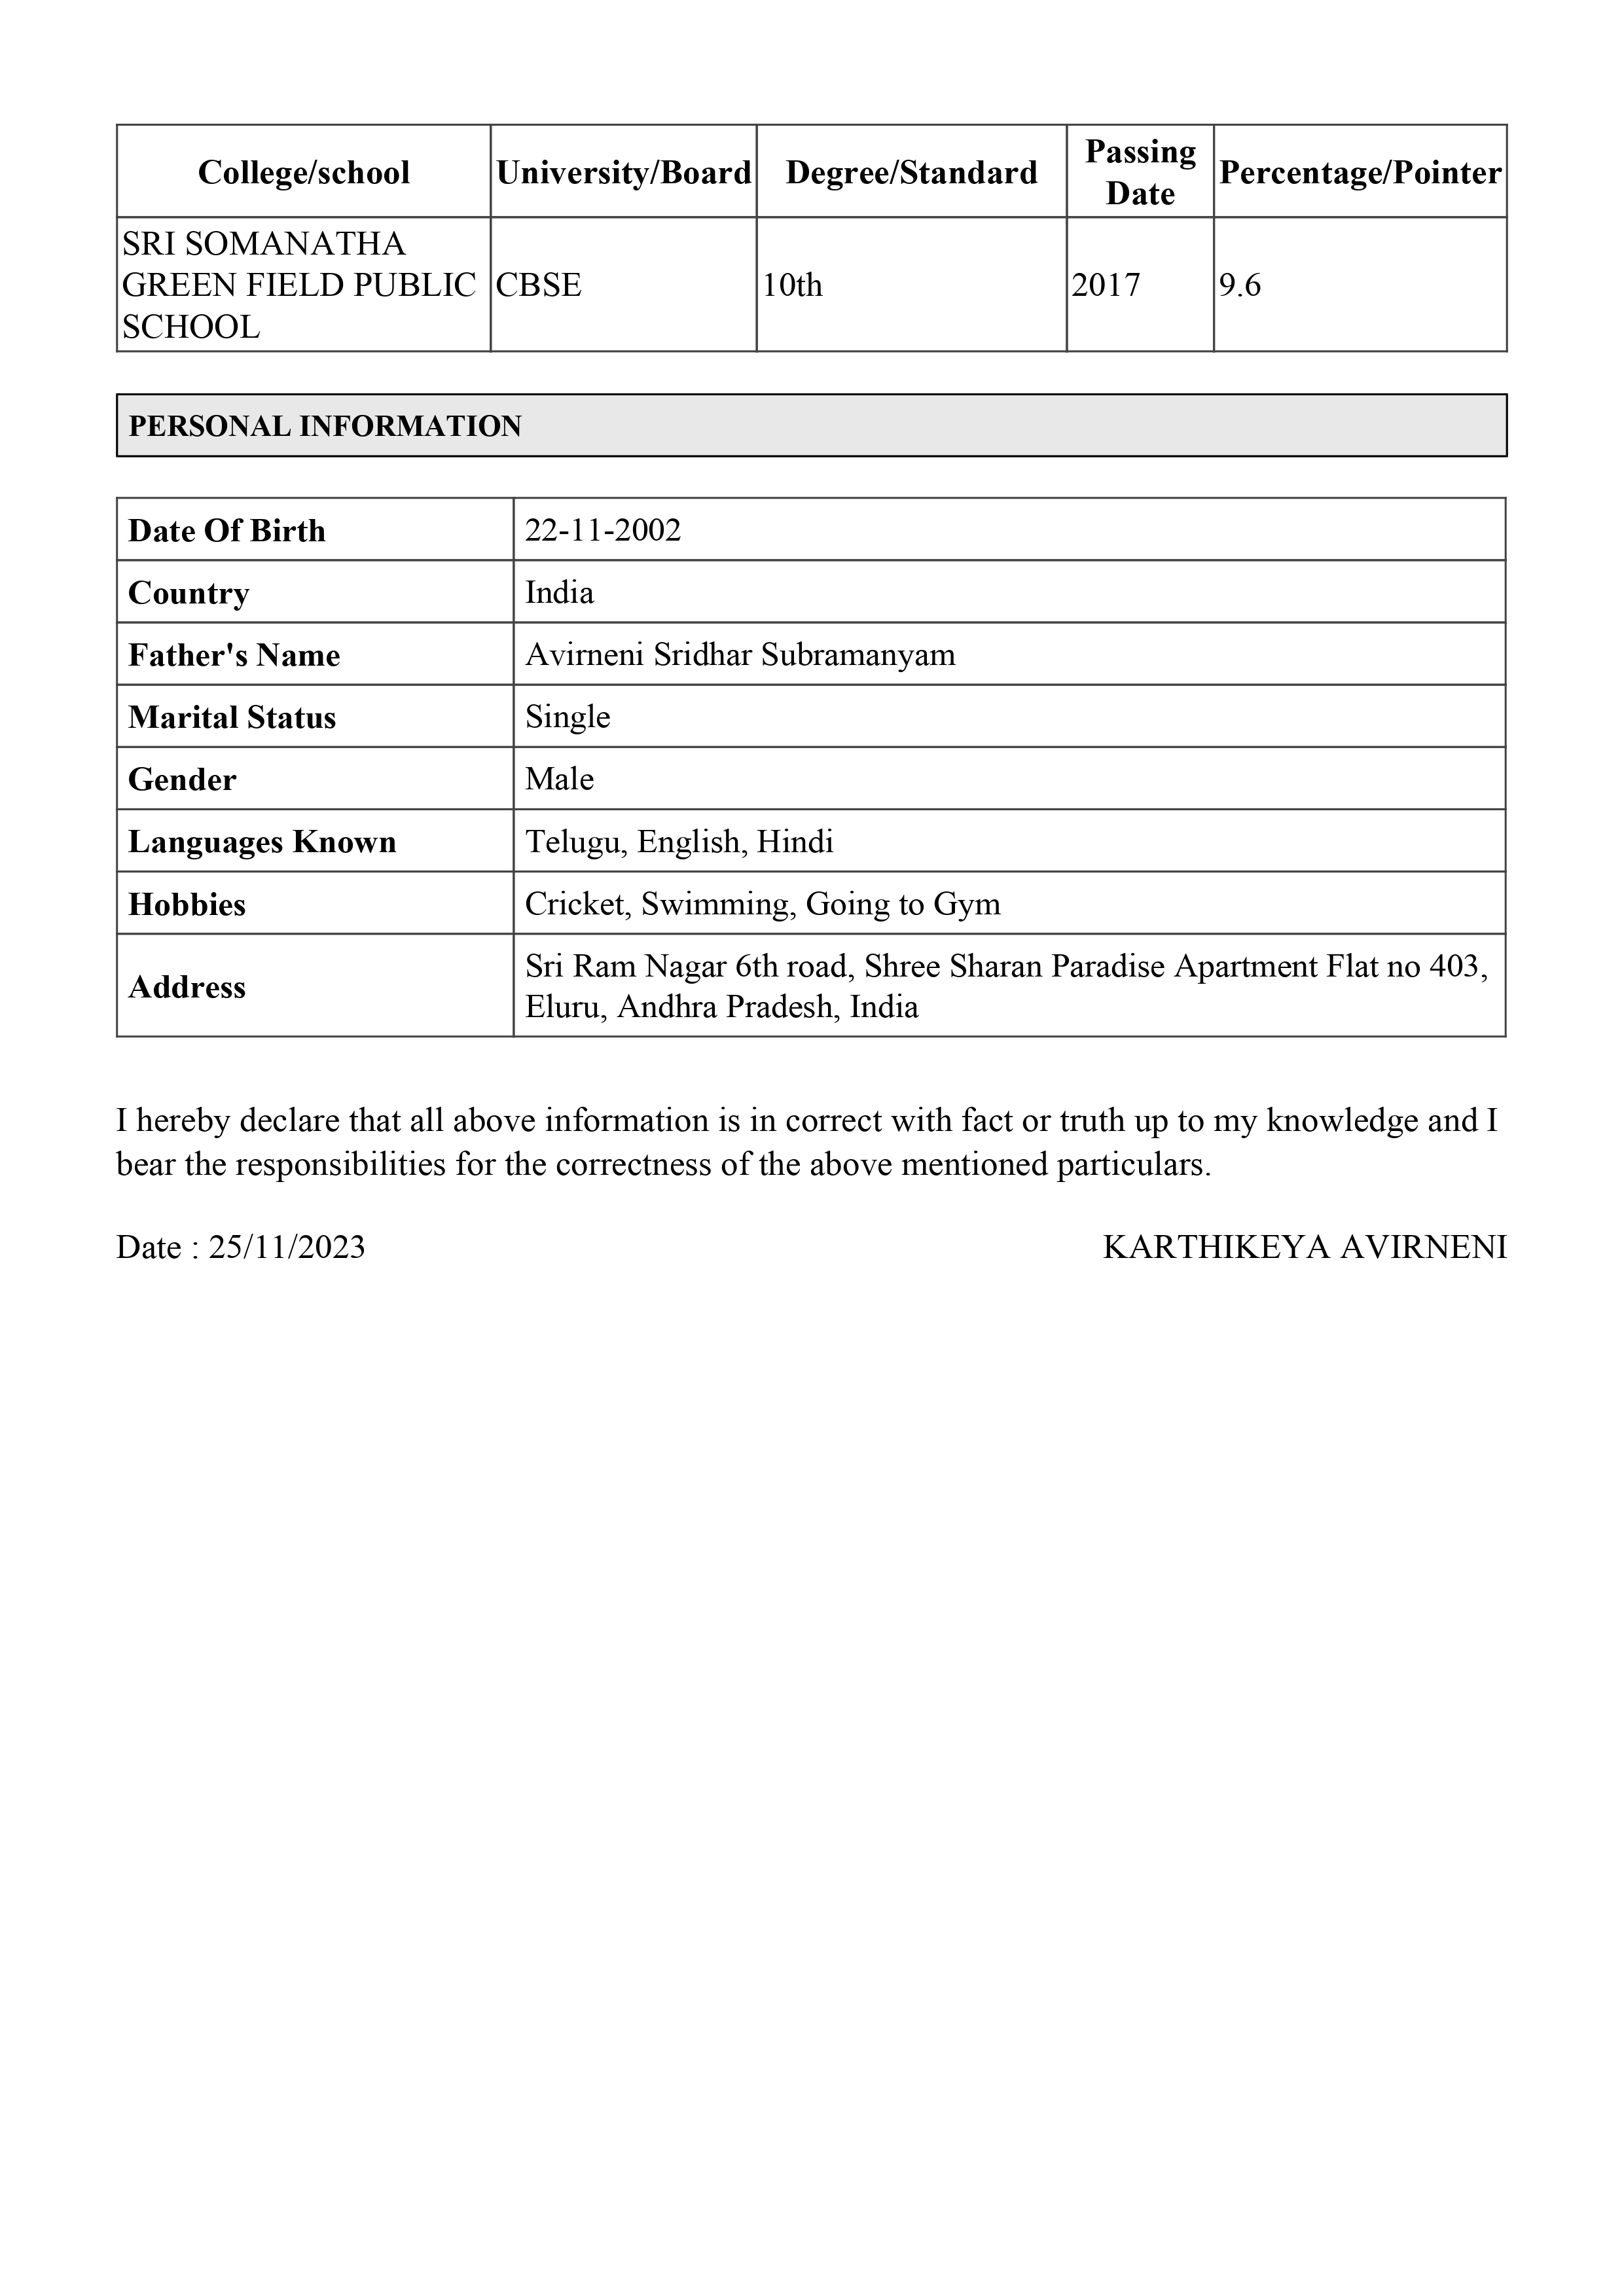 College/school University/Board Degree/Standard Passing Date Percentage/Pointer
SRI SOMANATHA
GREEN FIELD PUBLIC
SCHOOL
CBSE 10th 2017 9.6
PERSONAL INFORMATION
Date Of Birth 22-11-2002
Country India
Father's Name Avirneni Sridhar Subramanyam
Marital Status Single
Gender Male
Languages Known Telugu, English, Hindi
Hobbies Cricket, Swimming, Going to Gym
Address Sri Ram Nagar 6th road, Shree Sharan Paradise Apartment Flat no 403,
Eluru, Andhra Pradesh, India
I hereby declare that all above information is in correct with fact or truth up to my knowledge and I
bear the responsibilities for the correctness of the above mentioned particulars.
Date : 25/11/2023 KARTHIKEYA AVIRNENI